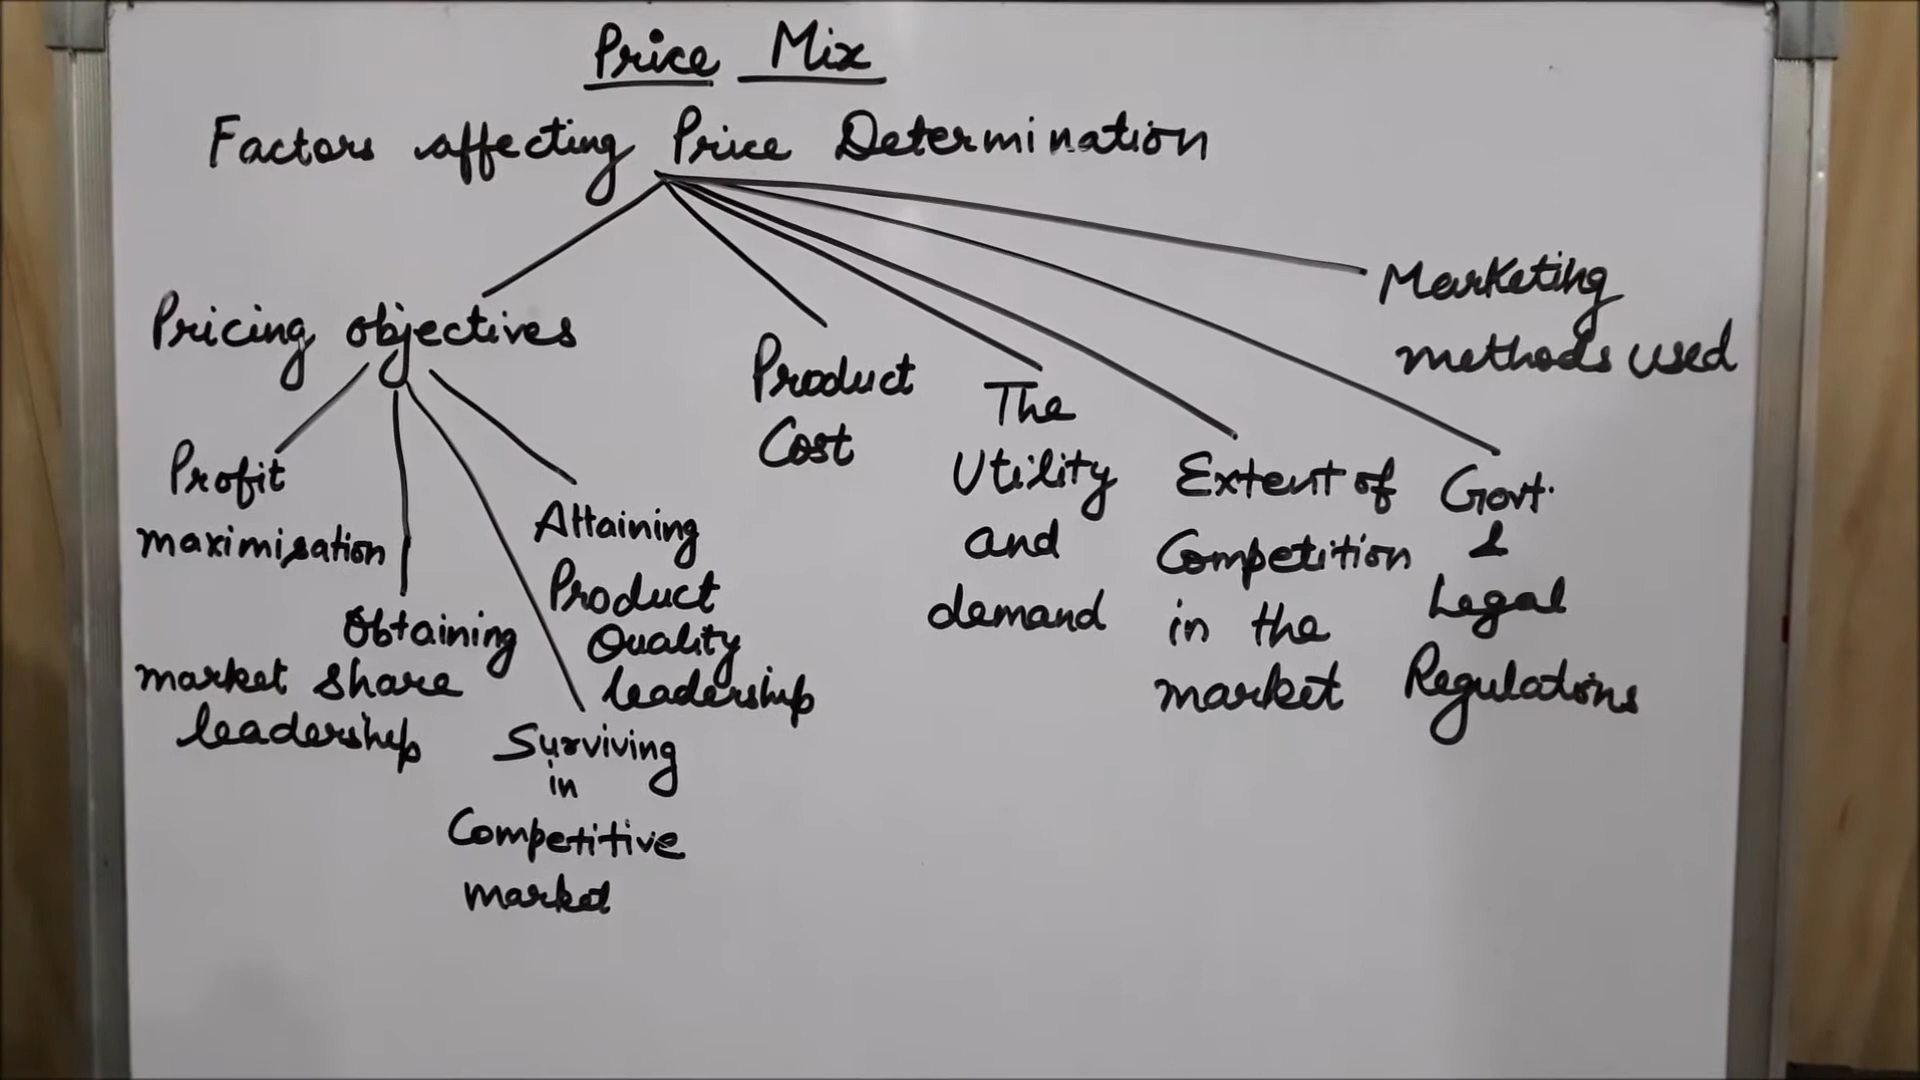 Price Mix
Factors affecting Price Determination
Pricing objectives
Profit
maximisation
Obtaining
market share
leadership
Surviving
in
Competitive
market
Attaining
Product
Quality
leadership
Product
Cost
The
Utility
and
demand
Extent of
Competition
in the
market
Govt.
&
Legal
Regulations
Marketing
methods used